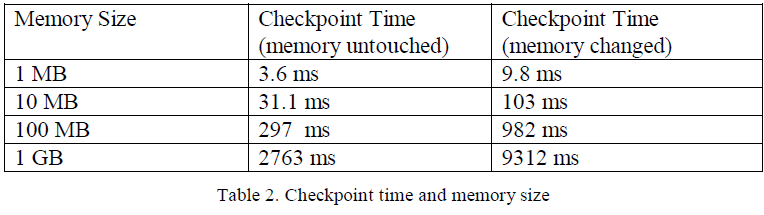 Memory Size Checkpoint Time Checkpoint Time
(memory untouched) (memory changed)
1 MB 3.6 ms 9.8 ms
10 MB 31.1 ms 103 ms
100 MB 297 ms 982 ms
1 GB 2763 ms 9312 ms
Table 2. Checkpoint time and memory size